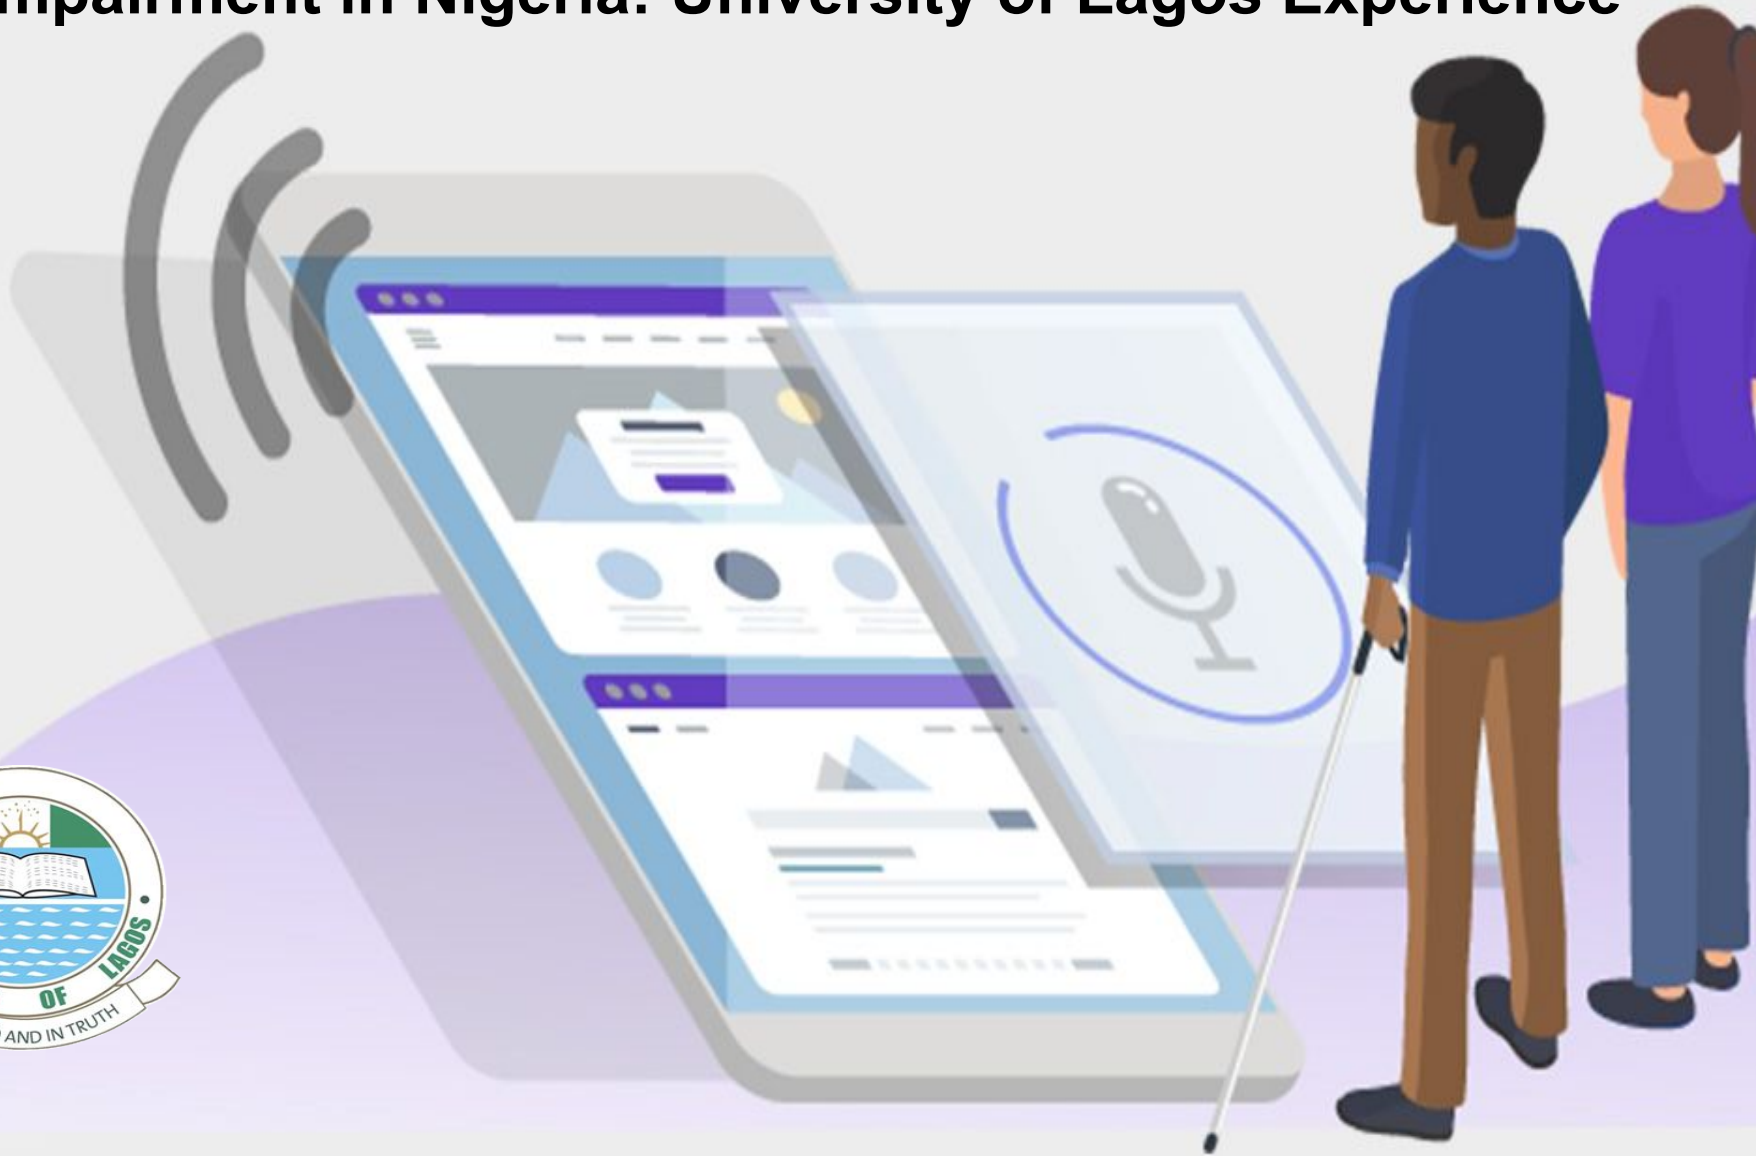 mpairment in Nigeria: University of Lagos Experience
OF LAGOS •
AND IN TRUTH